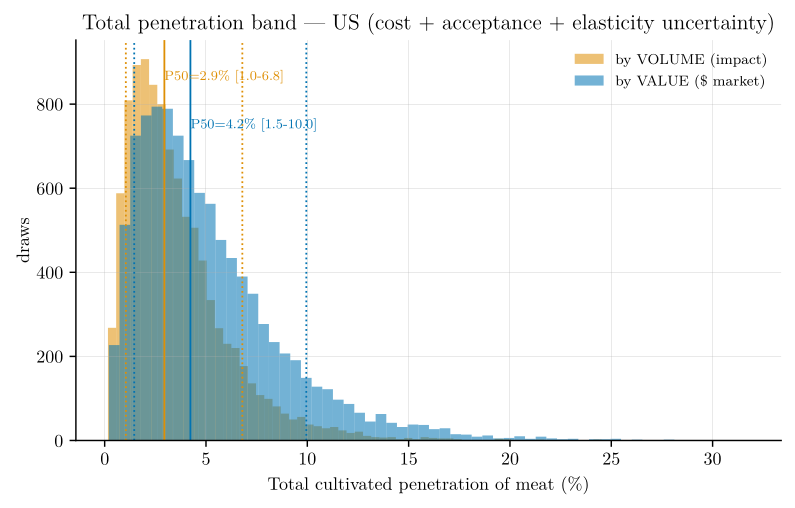 Total penetration band — US (cost + acceptance + elasticity uncertainty)
by VOLUME (impact)
by VALUE ($ market)
P50=2.9% [1.0-6.8]
P50=4.2% [1.5-10.0]
draws
800
600
400
200
0
0 5 10 15 20 25 30
Total cultivated penetration of meat (%)